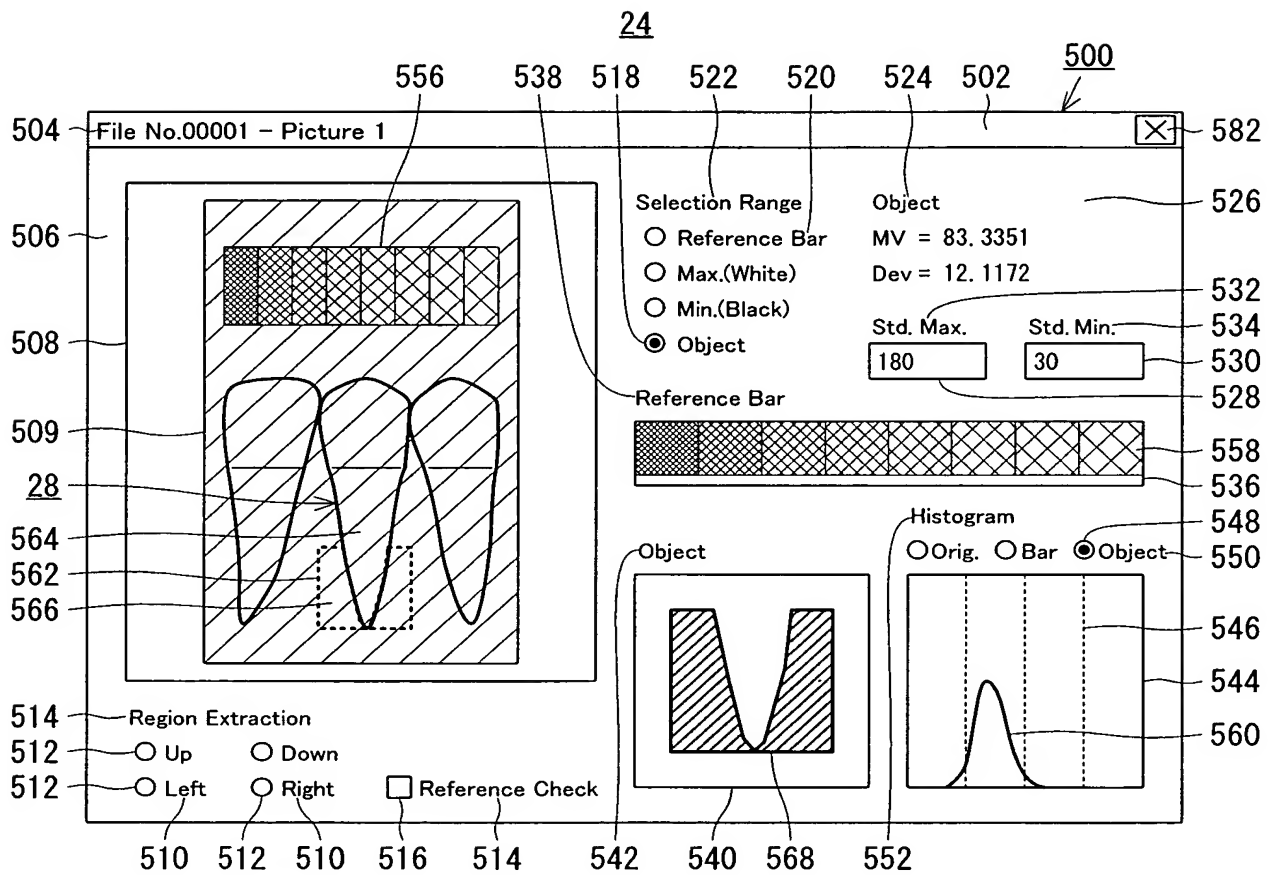 24
556 538 518 522 520 524 502 500
504 File No.00001 - Picture 1 582
Selection Range Object 526
506 Reference Bar MV = 83.3351
Max.(White) Dev = 12.1172
Min.(Black) 532
508 Object Std. Max. Std. Min. 534
180 30 530
Reference Bar 528
509
558
28 536
564 Histogram 548
562 Object Orig. Bar Object 550
566
546
544
514 Region Extraction 560
512 Up Down
512 Left Right Reference Check
510 512 510 516 514 542 540 568 552